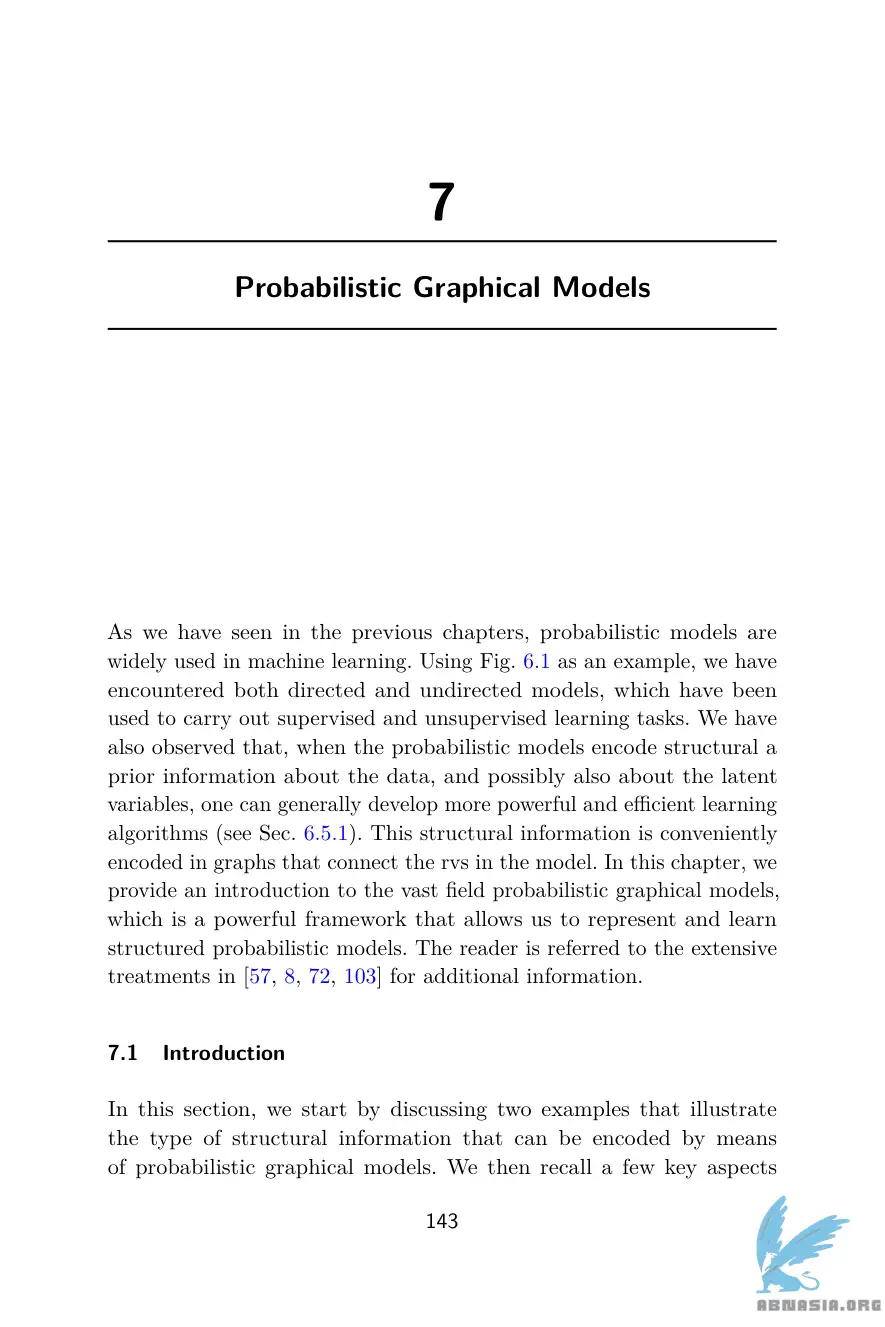 7
Probabilistic Graphical Models
As we have seen in the previous chapters, probabilistic models are
widely used in machine learning. Using Fig. 6.1 as an example, we have
encountered both directed and undirected models, which have been
used to carry out supervised and unsupervised learning tasks. We have
also observed that, when the probabilistic models encode structural a
prior information about the data, and possibly also about the latent
variables, one can generally develop more powerful and efficient learning
algorithms (see Sec. 6.5.1). This structural information is conveniently
encoded in graphs that connect the rvs in the model. In this chapter, we
provide an introduction to the vast field probabilistic graphical models,
which is a powerful framework that allows us to represent and learn
structured probabilistic models. The reader is referred to the extensive
treatments in [57, 8, 72, 103] for additional information.
7.1 Introduction
In this section, we start by discussing two examples that illustrate
the type of structural information that can be encoded by means
of probabilistic graphical models. We then recall a few key aspects
143
ABNASIA.ORG